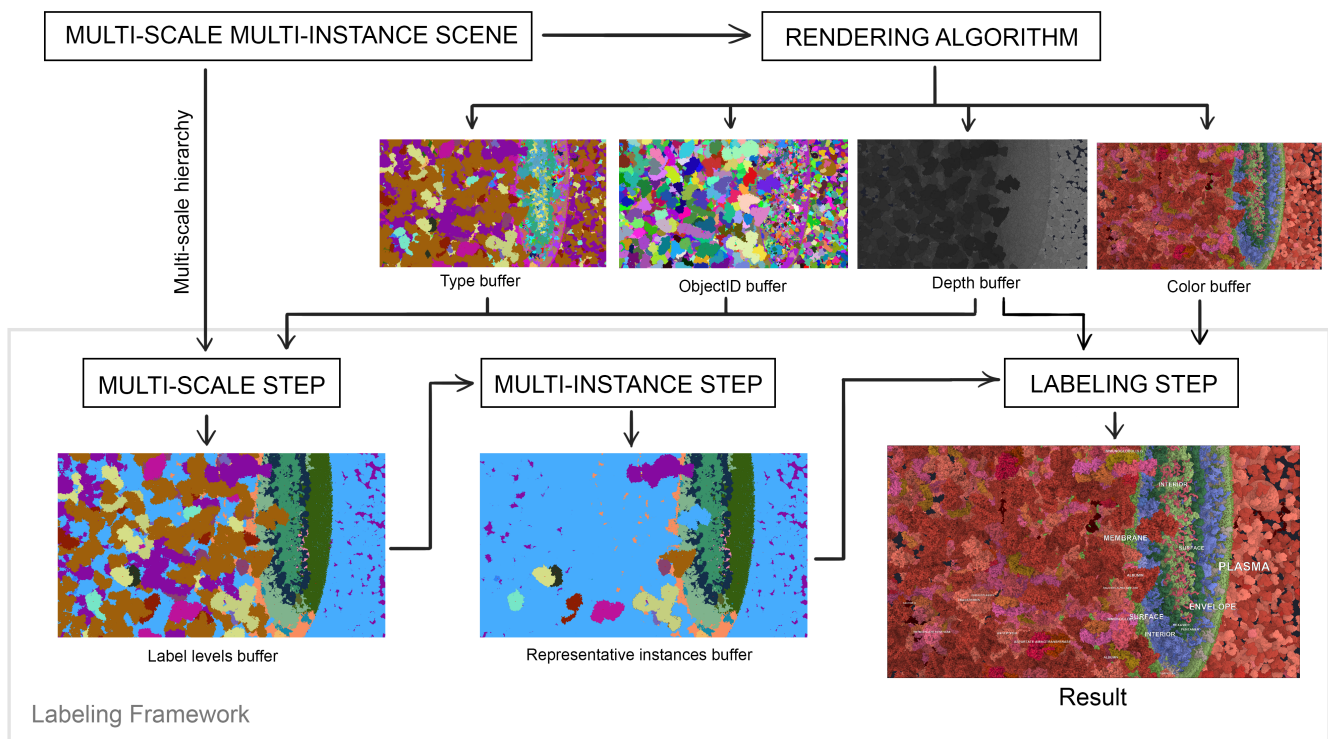 MULTI-SCALE MULTI-INSTANCE SCENE
RENDERING ALGORITHM
Multi-scale hierarchy
Type buffer
ObjectID buffer
Depth buffer
Color buffer
MULTI-SCALE STEP
MULTI-INSTANCE STEP
LABELING STEP
INTERIOR
MEMBRANE
SURFACE
PLASMA
ALBUMIN
ENVELOPE
SURFACE
INTERIOR
ALBUMIN
Label levels buffer
Representative instances buffer
Result
Labeling Framework